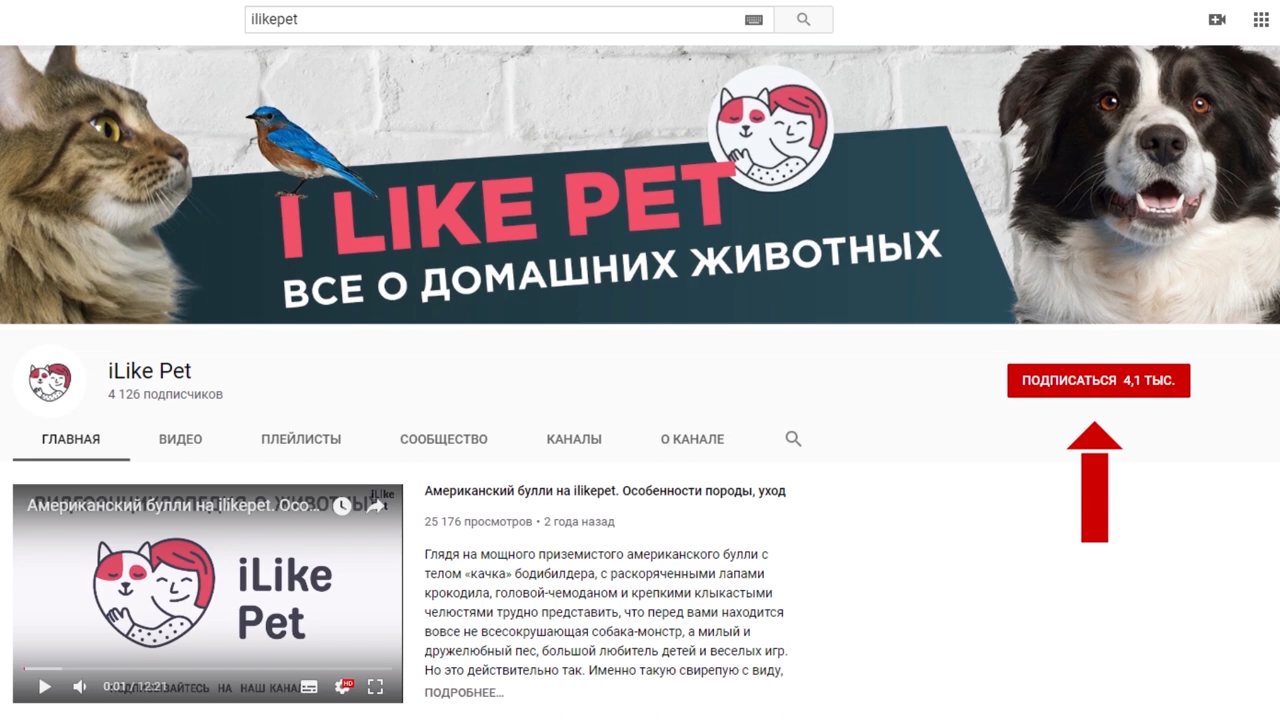 ilikepet
I LIKE PET
ВСЕ О ДОМАШНИХ ЖИВОТНЫХ
iLike Pet
4 126 подписчиков
ПОДПИСАТЬСЯ 4,1 ТЫС.
ГЛАВНАЯ ВИДЕО ПЛЕЙЛИСТЫ СООБЩЕСТВО КАНАЛЫ О КАНАЛЕ
Американский булли на ilikepet. Осо...
iLike
Pet
HD
0:01 / 12:21
Американский булли на ilikepet. Особенности породы, уход
25 176 просмотров • 2 года назад
Глядя на мощного приземистого американского булли с
телом «качка» бодибилдера, с раскоряченными лапами
крокодила, головой-чемоданом и крепкими клыкастыми
челюстями трудно представить, что перед вами находится
вовсе не всесокрушающая собака-монстр, а милый и
дружелюбный пес, большой любитель детей и веселых игр.
Но это действительно так. Именно такую свирепую с виду,
ПОДРОБНЕЕ...